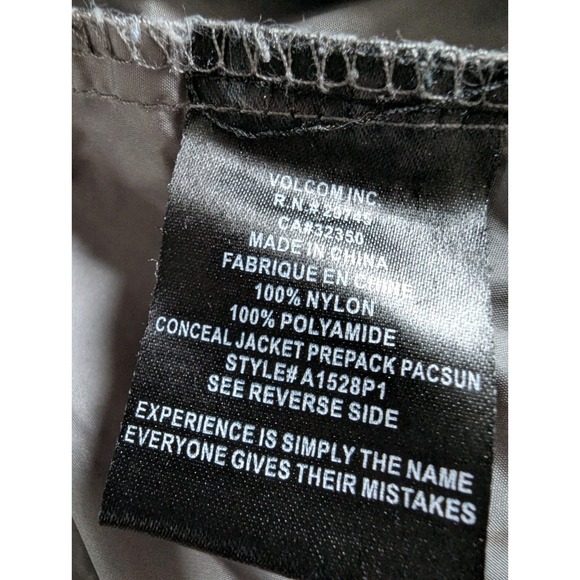 VOLCOM INC
R.N.#
CA#32350
MADE IN CHINA
FABRIQUE EN CHINE
100% NYLON
100% POLYAMIDE
CONCEAL JACKET PREPACK PACSUN
STYLE# A1528P1
SEE REVERSE SIDE
EXPERIENCE IS SIMPLY THE NAME
EVERYONE GIVES THEIR MISTAKES